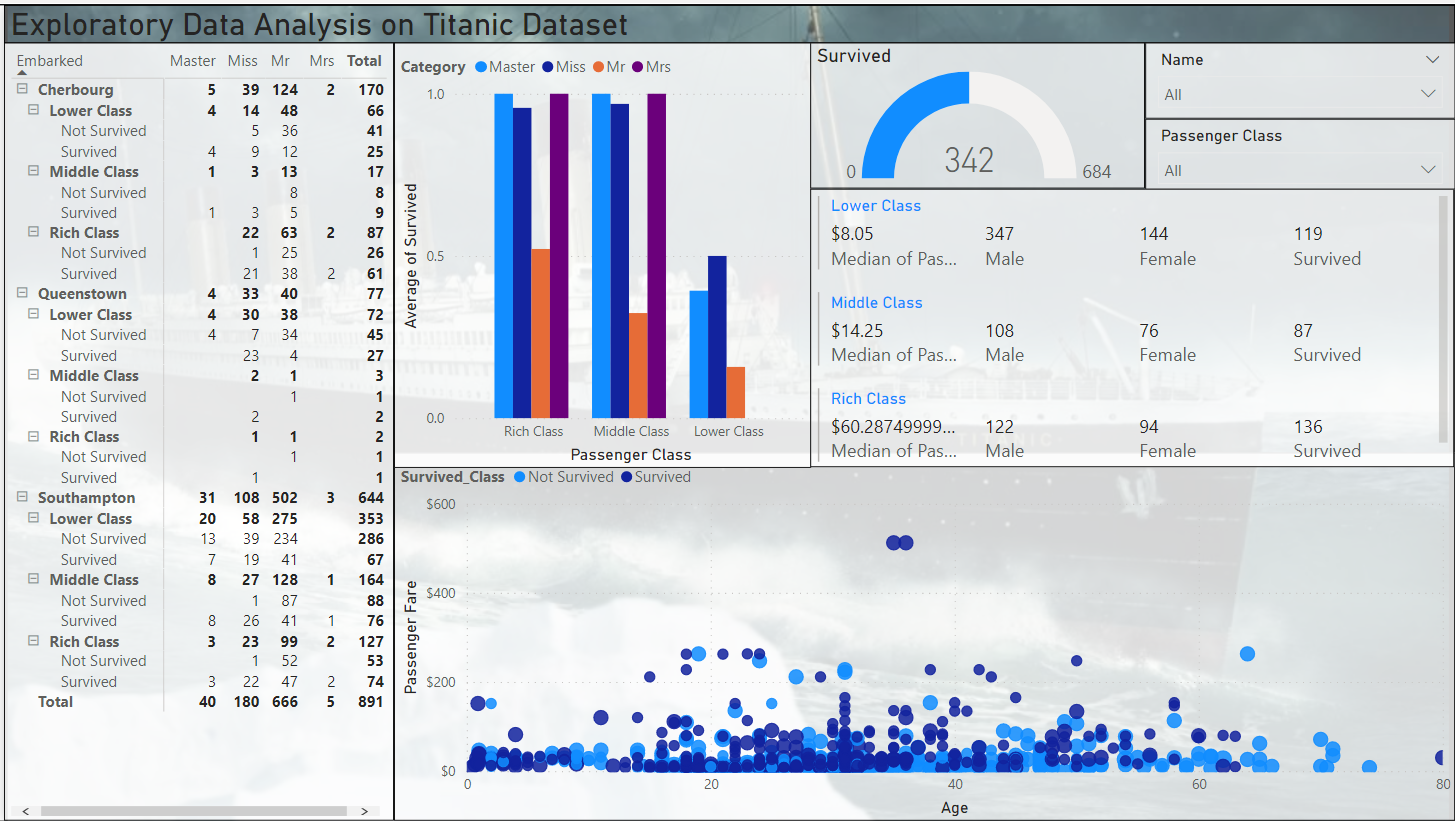 Exploratory Data Analysis on Titanic Dataset
Embarked Master Miss Mr Mrs Total
Cherbourg 5 39 124 2 170
Lower Class 4 14 48 66
Not Survived 5 36 41
Survived 4 9 12 25
Middle Class 1 3 13 17
Not Survived 8 8
Survived 1 3 5 9
Rich Class 22 63 2 87
Not Survived 1 25 26
Survived 21 38 2 61
Queenstown 4 33 40 77
Lower Class 4 30 38 72
Not Survived 4 7 34 45
Survived 23 4 27
Middle Class 2 1 3
Not Survived 1 1
Survived 2 2
Rich Class 1 1 2
Not Survived 1 1
Survived 1 1
Southampton 31 108 502 3 644
Lower Class 20 58 275 353
Not Survived 13 39 234 286
Survived 7 19 41 67
Middle Class 8 27 128 1 164
Not Survived 1 87 88
Survived 8 26 41 1 76
Rich Class 3 23 99 2 127
Not Survived 1 52 53
Survived 3 22 47 2 74
Total 40 180 666 5 891
Category Master Miss Mr Mrs
1.0
0.5
0.0
Average of Survived
Rich Class Middle Class Lower Class
Passenger Class
Survived
342
0 684
Name
All
Passenger Class
All
Lower Class
$8.05 347 144 119
Median of Pas... Male Female Survived
Middle Class
$14.25 108 76 87
Median of Pas... Male Female Survived
Rich Class
$60.28749999... 122 94 136
Median of Pas... Male Female Survived
TITANIC
Survived_Class Not Survived Survived
$600
$400
$200
$0
Passenger Fare
0 20 40 60 80
Age